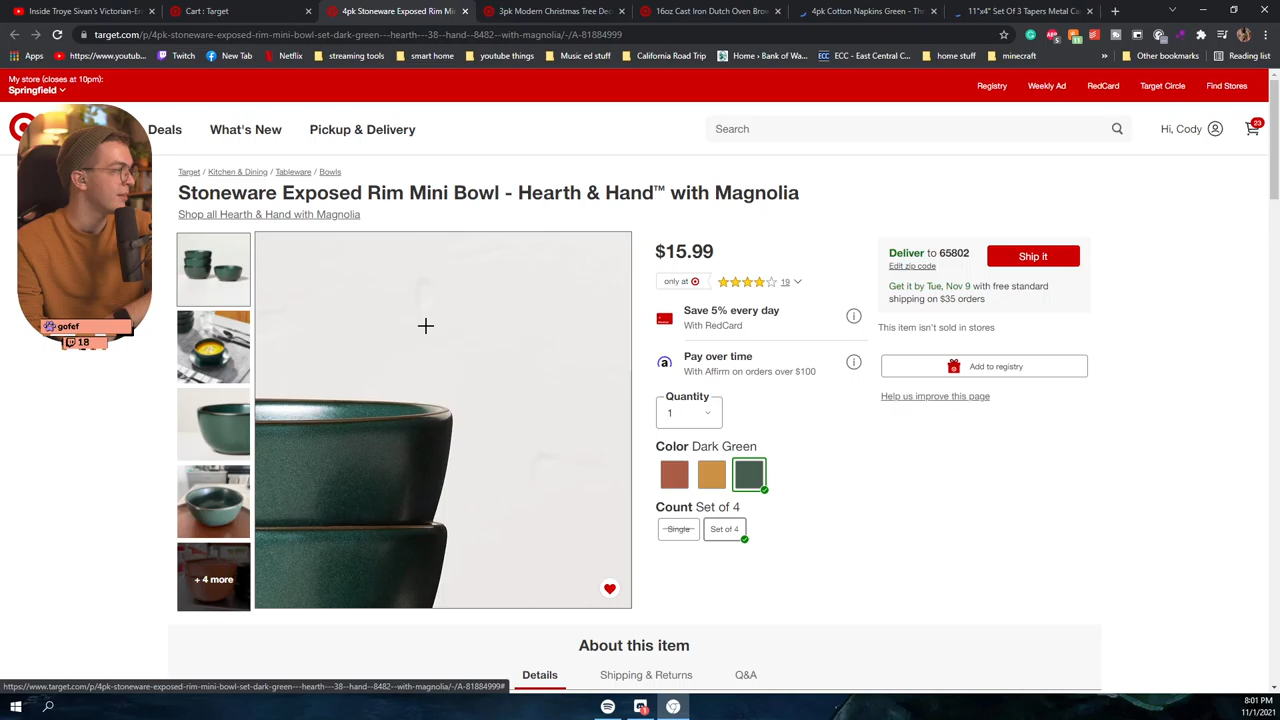 Inside Troye Sivan's Victorian-E
Target
4pk Stoneware Exposed Rim Mi
3pk Modern Christmas Tree Dec
16oz Cast Iron Dutch Oven Brow
4pk Cotton Napkins Green - Th
11"x4" Set Of 3 Tapers Metal Ca
target.com/p/4pk-stoneware-exposed-rim-mini-bowl-set-dark-green---hearth---38--hand--8482--with-magnolia/-/A-81884999
Apps
https://www.youtub...
Twitch
New Tab
Netflix
streaming tools
smart home
youtube things
Music ed stuff
California Road Trip
Home › Bank of W...
ECC - East Central C...
home stuff
minecraft
»
Other bookmarks
Reading list
My store (closes at 10pm):
Springfield
Registry
Weekly Ad
RedCard
Target Circle
Find Stores
Deals
What's New
Pickup & Delivery
Search
Hi, Cody
23
Target / Kitchen & Dining / Tableware / Bowls
Stoneware Exposed Rim Mini Bowl - Hearth & Hand™ with Magnolia
Shop all Hearth & Hand with Magnolia
+ 4 more
gofef
18
$15.99
only at
19
Save 5% every day
With RedCard
Pay over time
With Affirm on orders over $100
Quantity
1
Color Dark Green
Count Set of 4
Single
Set of 4
Deliver to 65802
Edit zip code
Ship it
Get it by Tue, Nov 9 with free standard
shipping on $35 orders
This item isn't sold in stores
Add to registry
Help us improve this page
About this item
Details
Shipping & Returns
Q&A
https://www.target.com/p/4pk-stoneware-exposed-rim-mini-bowl-set-dark-green---hearth---38--hand--8482--with-magnolia/-/A-81884999#
8:01 PM
11/1/2021